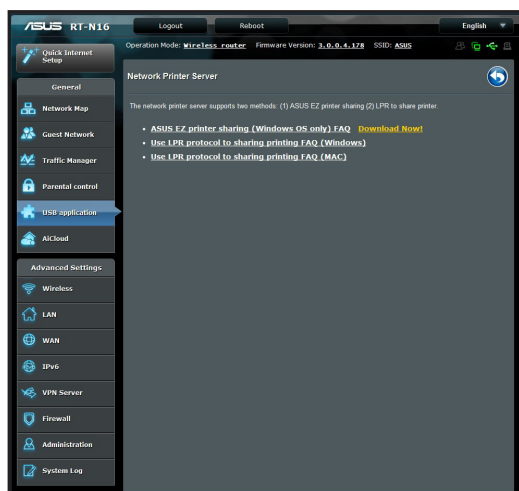 ASUS RT-N16
Logout
Reboot
English
Operation Mode: Wireless router Firmware Version: 3.0.0.4.178 SSID: ASUS
Quick Internet
Setup
General
Network Map
Guest Network
Traffic Manager
Parental control
USB application
AiCloud
Advanced Settings
Wireless
LAN
WAN
IPv6
VPN Server
Firewall
Administration
System Log
Network Printer Server
The network printer server supports two methods: (1) ASUS EZ printer sharing (2) LPR to share printer.
ASUS EZ printer sharing (Windows OS only) FAQ Download Now!
Use LPR protocol to sharing printing FAQ (Windows)
Use LPR protocol to sharing printing FAQ (MAC)